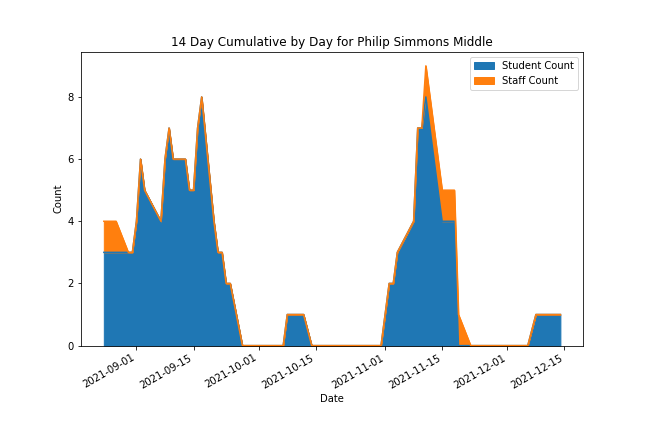 14 Day Cumulative by Day for Philip Simmons Middle
Student Count
Staff Count
8
6
4
2
0
Count
2021-09-01
2021-09-15
2021-10-01
2021-10-15
2021-11-01
2021-11-15
2021-12-01
2021-12-15
Date